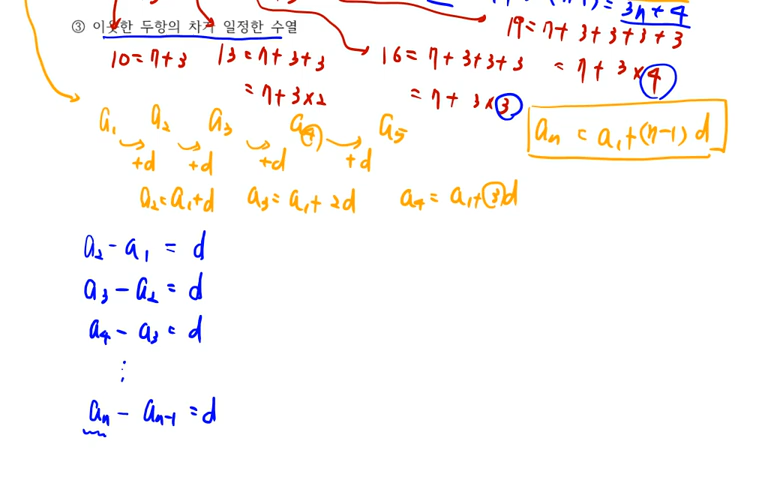 3n+4
③ 이웃한 두항의 차가 일정한 수열
19=7+3+3+3+3
10=7+3 13=7+3+3 16=7+3+3+3 =7+3×4
=7+3×2 =7+3×3
a₁ a₂ a₃ a₄ a₅ aₙ=a₁+(n-1)d
+d +d +d +d
a₂=a₁+d a₃=a₁+2d a₄=a₁+3d
a₂-a₁=d
a₃-a₂=d
a₄-a₃=d
⋮
aₙ-aₙ₋₁=d